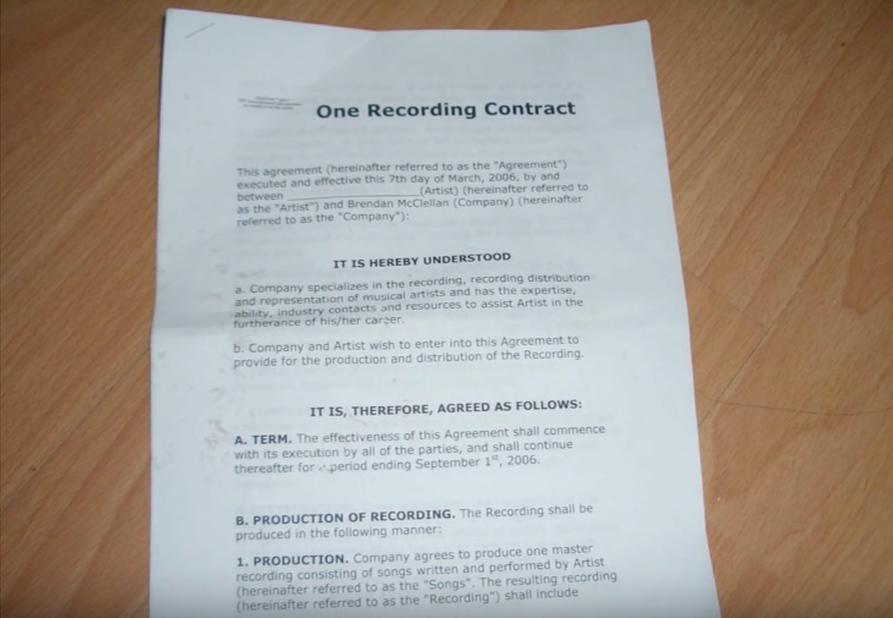 One Recording Contract
This agreement (hereinafter referred to as the "Agreement")
executed and effective this 7th day of March, 2006, by and
between ____________________(Artist) (hereinafter referred to
as the "Artist") and Brendan McClellan (Company) (hereinafter
referred to as the "Company"):
IT IS HEREBY UNDERSTOOD
a. Company specializes in the recording, recording distribution
and representation of musical artists and has the expertise,
ability, industry contacts and resources to assist Artist in the
furtherance of his/her career.
b. Company and Artist wish to enter into this Agreement to
provide for the production and distribution of the Recording.
IT IS, THEREFORE, AGREED AS FOLLOWS:
A. TERM. The effectiveness of this Agreement shall commence
with its execution by all of the parties, and shall continue
thereafter for a period ending September 1st, 2006.
B. PRODUCTION OF RECORDING. The Recording shall be
produced in the following manner:
1. PRODUCTION. Company agrees to produce one master
recording consisting of songs written and performed by Artist
(hereinafter referred to as the "Songs". The resulting recording
(hereinafter referred to as the "Recording") shall include